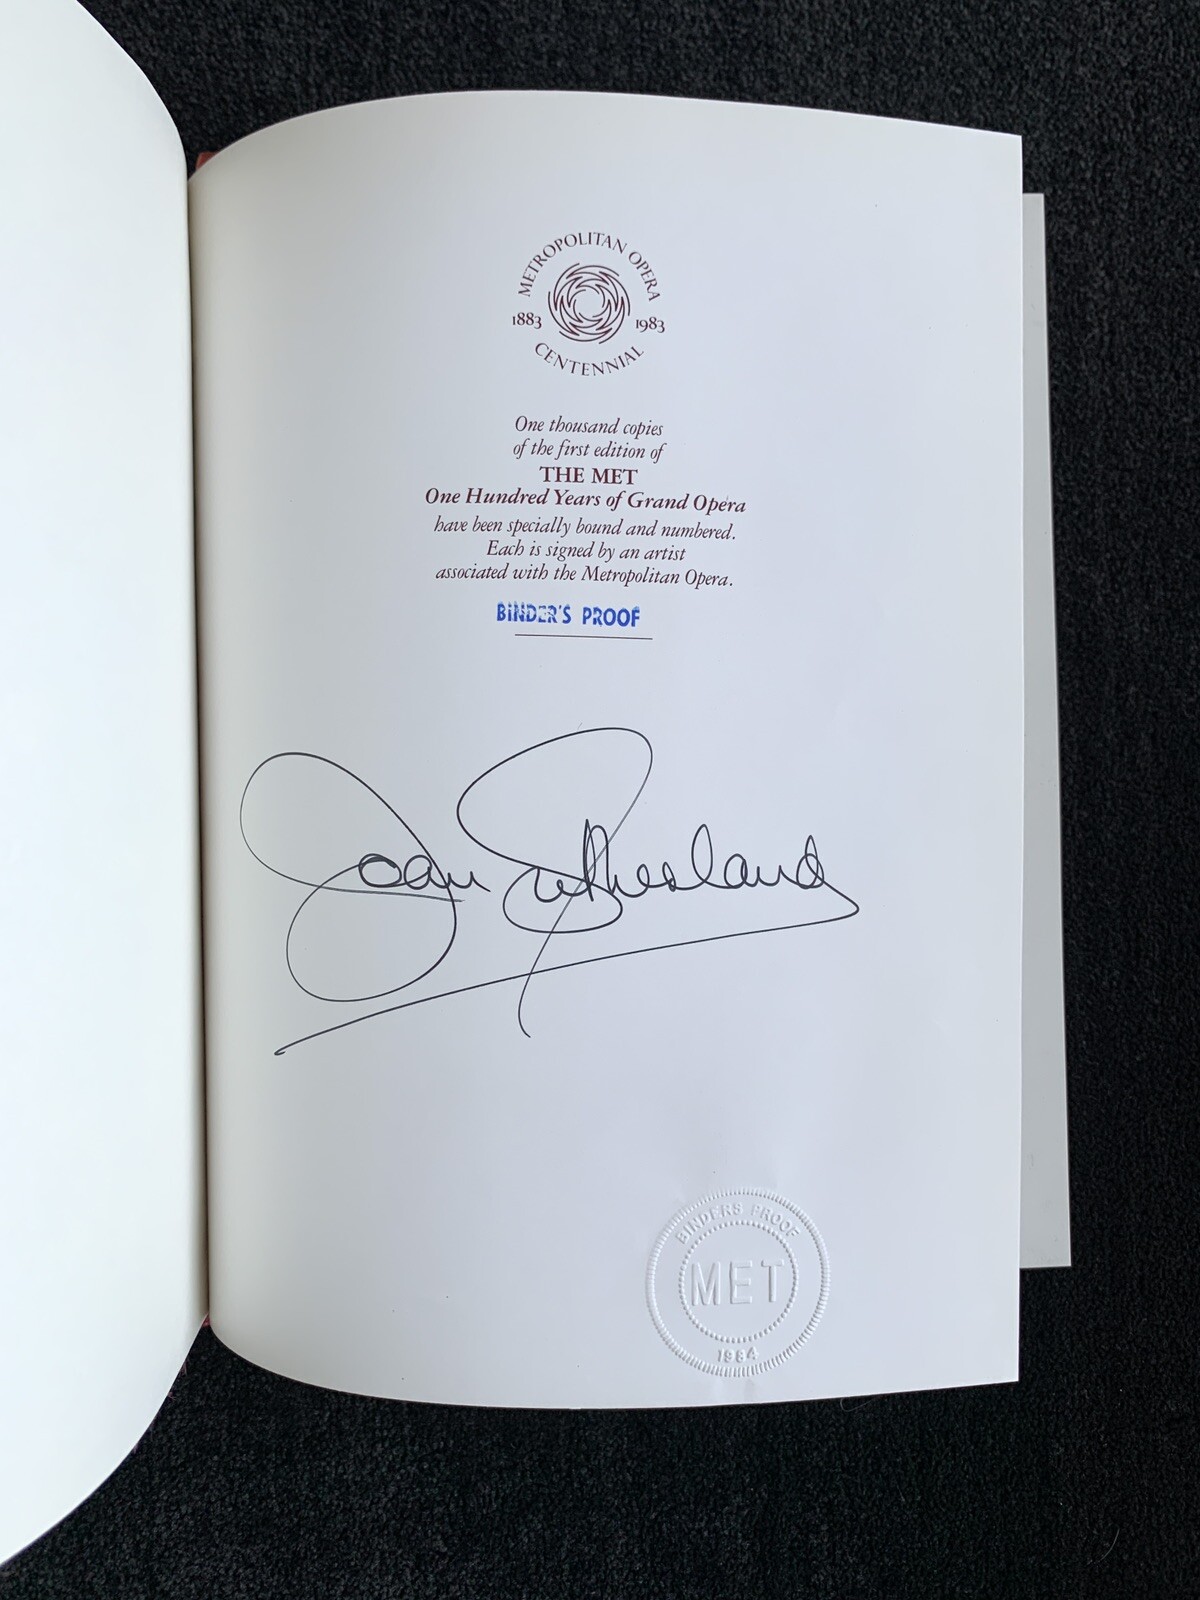 METROPOLITAN OPERA
1883 1983
CENTENNIAL
One thousand copies
of the first edition of
THE MET
One Hundred Years of Grand Opera
have been specially bound and numbered.
Each is signed by an artist
associated with the Metropolitan Opera.
BINDER'S PROOF
Joan Sutherland
BINDERS PROOF
MET
1984